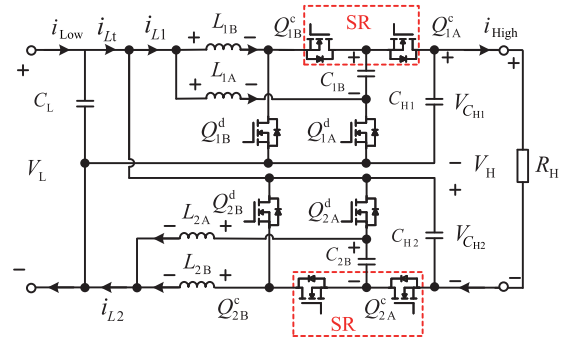 i_Low i_Lt i_L1 L_1B Q^c_1B SR Q^c_1A i_High
+ + − + + +
L_1A C_1B
+ − −
C_L Q^d_1B Q^d_1A C_H1 V_CH1
V_L − V_H R_H
Q^d_2B Q^d_2A +
L_2A C_H2 V_CH2
− + C_2B +
L_2B
− − + − − −
i_L2 Q^c_2B SR Q^c_2A